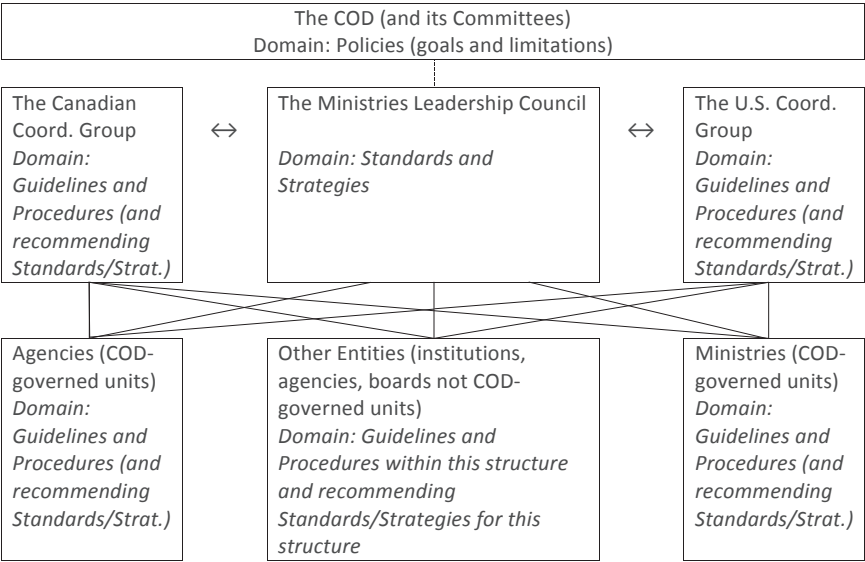 The COD (and its Committees)
Domain: Policies (goals and limitations)
The Canadian
Coord. Group
Domain:
Guidelines and
Procedures (and
recommending
Standards/Strat.)
↔
The Ministries Leadership Council
Domain: Standards and
Strategies
↔
The U.S. Coord.
Group
Domain:
Guidelines and
Procedures (and
recommending
Standards/Strat.)
Agencies (COD-
governed units)
Domain:
Guidelines and
Procedures (and
recommending
Standards/Strat.)
Other Entities (institutions,
agencies, boards not COD-
governed units)
Domain: Guidelines and
Procedures within this structure
and recommending
Standards/Strategies for this
structure
Ministries (COD-
governed units)
Domain:
Guidelines and
Procedures (and
recommending
Standards/Strat.)